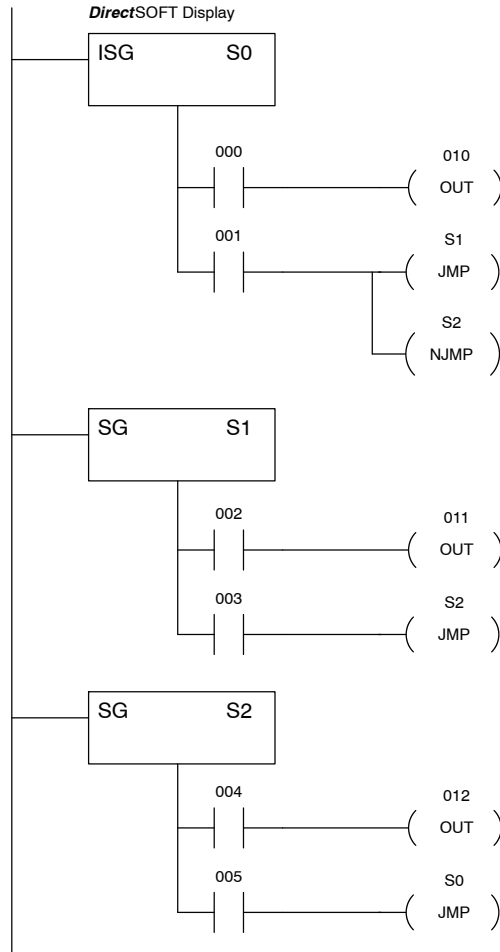 DirectSOFT Display
ISG S0
000 010
OUT
001 S1
JMP
S2
NJMP
SG S1
002 011
OUT
003 S2
JMP
SG S2
004 012
OUT
005 S0
JMP